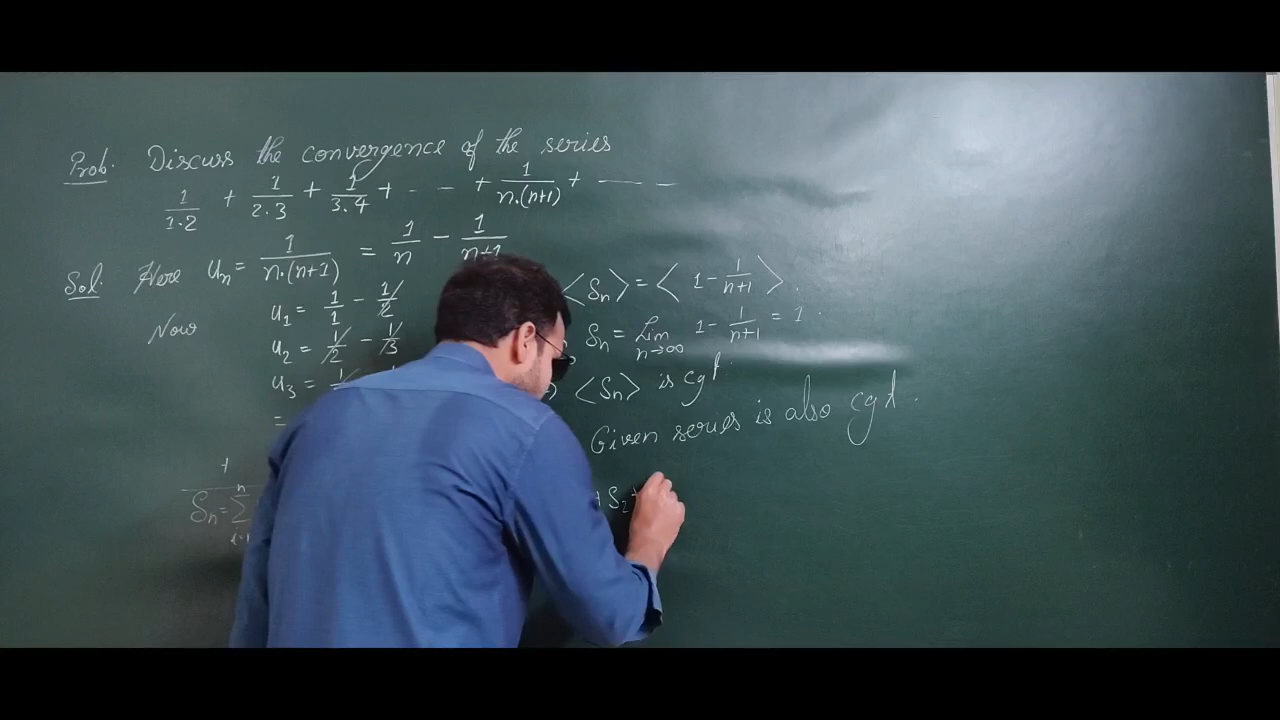 Prob. Discuss the convergence of the series
1/1.2 + 1/2.3 + 1/3.4 + - - - + 1/n.(n+1) + — — —
Sol. Here uₙ = 1/n.(n+1) = 1/n - 1/n+1
Now u₁ = 1/1 - 1/2
u₂ = 1/2 - 1/3
u₃ =
=
+
Sₙ = ∑ⁿ
⟨Sₙ⟩ = ⟨ 1 - 1/n+1 ⟩.
Sₙ = Lim n→∞ 1 - 1/n+1 = 1.
⟨Sₙ⟩ is cgt.
Given series is also cgt.
+ S₂ +